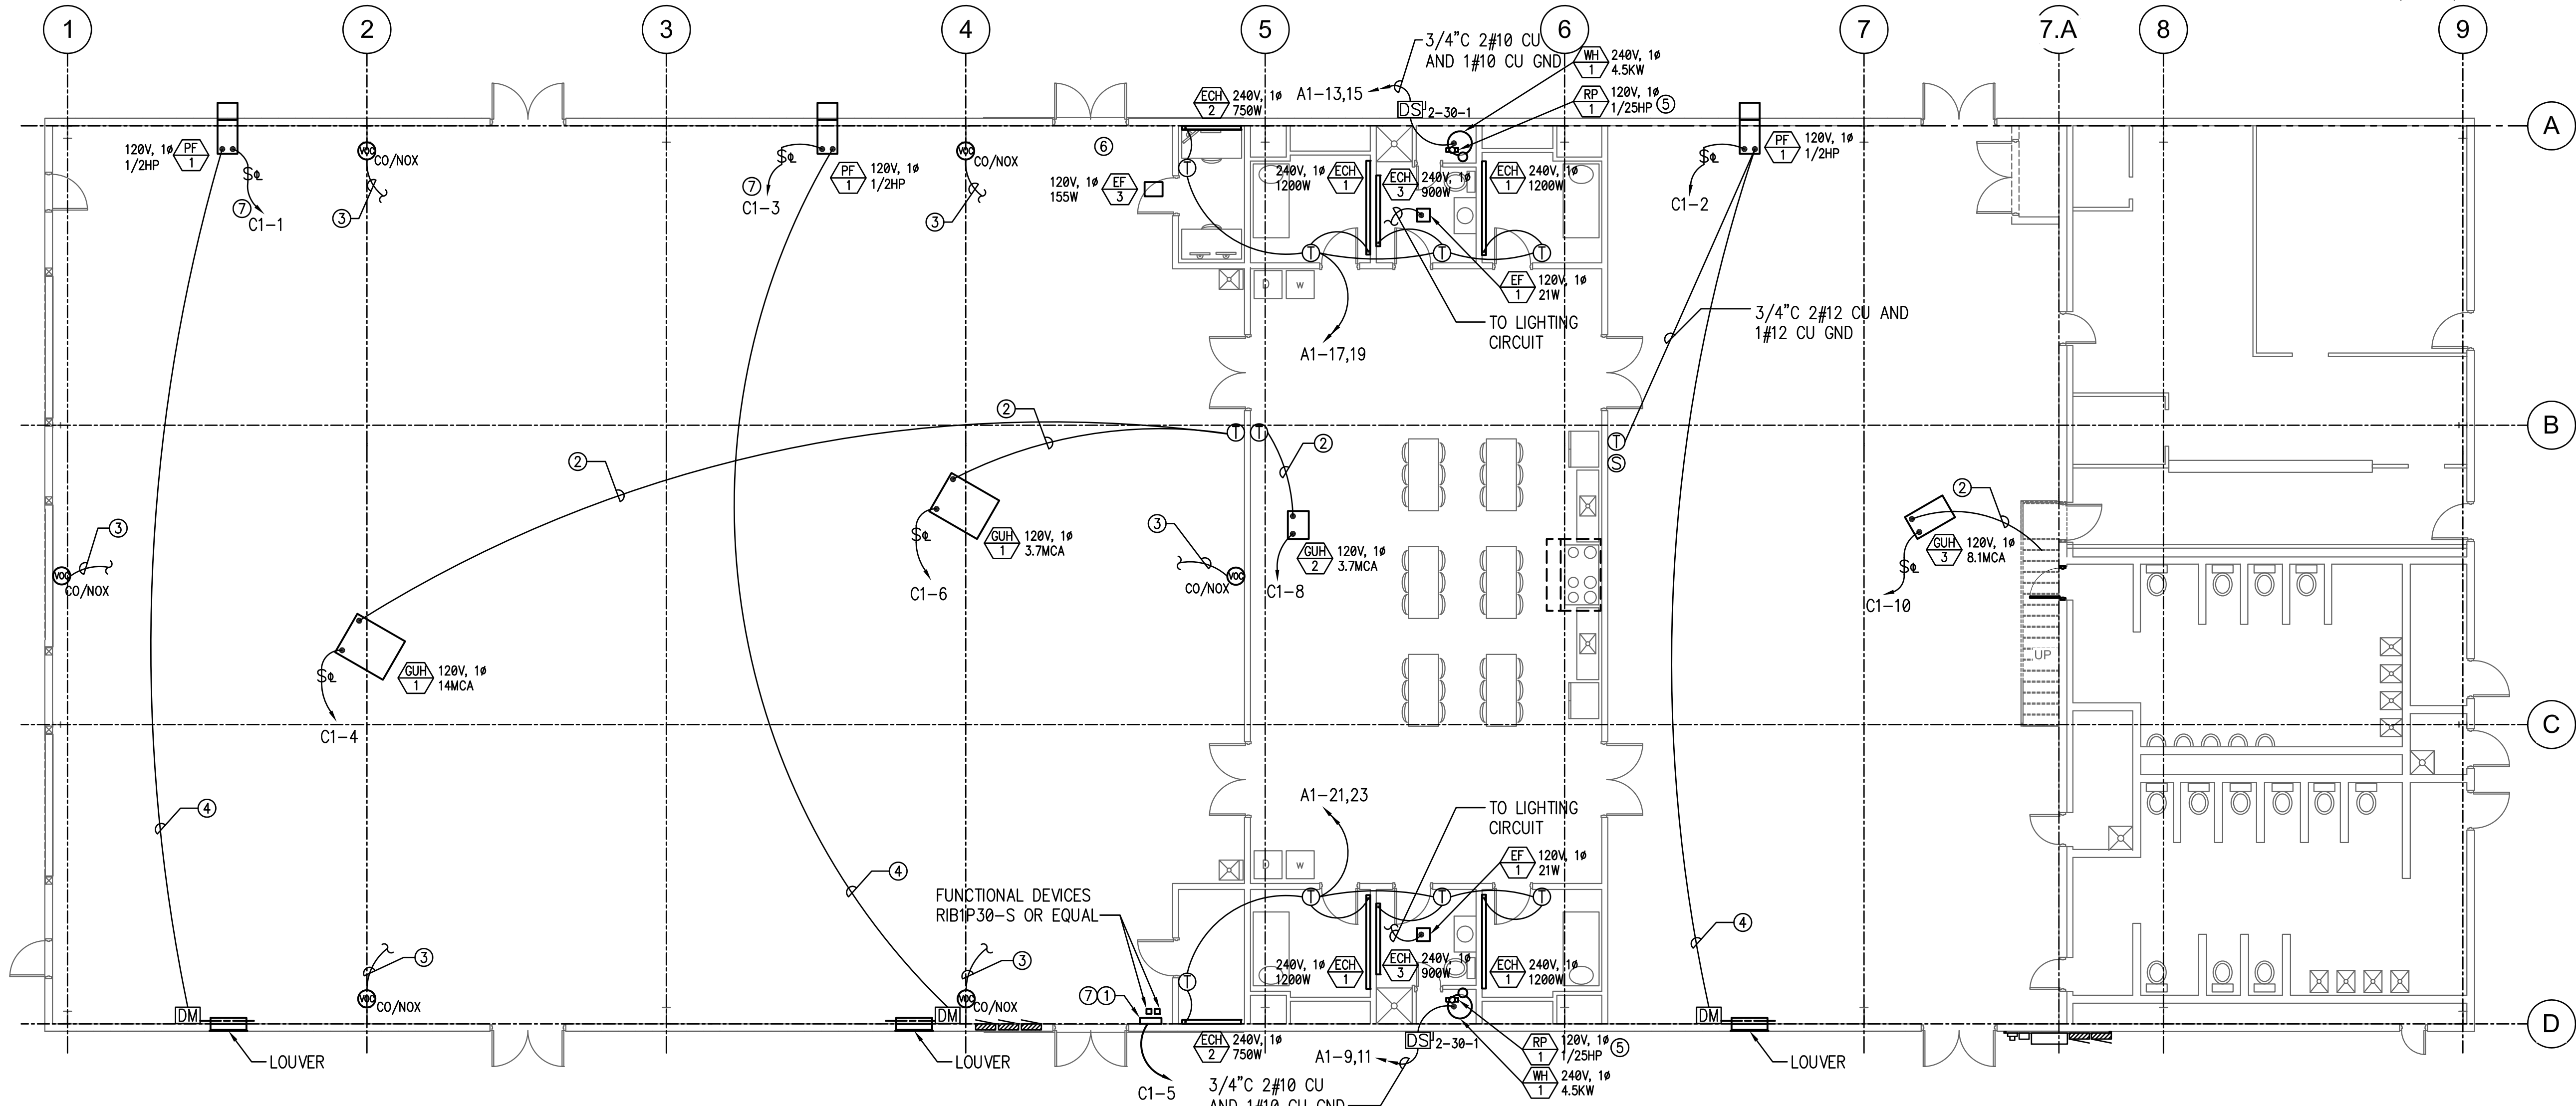 1
2
3
4
5
6
7
7.A
8
9
A
B
C
D
120V, 1ø
1/2HP
PF
1
S
7
C1-1
VOC
CO/NOX
3
S
7
C1-3
PF
1
120V, 1ø
1/2HP
VOC
CO/NOX
3
6
120V, 1ø
155W
EF
3
ECH
2
240V, 1ø
750W
A1-13,15
3/4"C 2#10 CU
AND 1#10 CU GND
DS
2-30-1
WH
1
240V, 1ø
4.5KW
RP
1
120V, 1ø
1/25HP
5
T
240V, 1ø
1200W
ECH
1
ECH
3
240V, 1ø
900W
ECH
1
240V, 1ø
1200W
T
T
T
EF
1
120V, 1ø
21W
TO LIGHTING
CIRCUIT
D
W
A1-17,19
S
C1-2
PF
1
120V, 1ø
1/2HP
3/4"C 2#12 CU AND
1#12 CU GND
2
2
T
T
2
T
S
3
VOC
CO/NOX
S
C1-6
GUH
1
120V, 1ø
3.7MCA
3
VOC
CO/NOX
GUH
2
120V, 1ø
3.7MCA
C1-8
2
GUH
3
120V, 1ø
8.1MCA
S
C1-10
UP
S
C1-4
GUH
1
120V, 1ø
14MCA
4
4
4
A1-21,23
TO LIGHTING
CIRCUIT
EF
1
120V, 1ø
21W
D
W
FUNCTIONAL DEVICES
RIB1P30-S OR EQUAL
T
T
T
T
240V, 1ø
1200W
ECH
1
ECH
3
240V, 1ø
900W
ECH
1
240V, 1ø
1200W
3
VOC
CO/NOX
3
VOC
CO/NOX
7
1
DM
DM
DM
LOUVER
LOUVER
LOUVER
C1-5
ECH
2
240V, 1ø
750W
A1-9,11
DS
2-30-1
RP
1
120V, 1ø
1/25HP
5
WH
1
240V, 1ø
4.5KW
3/4"C 2#10 CU
AND 1#10 CU GND